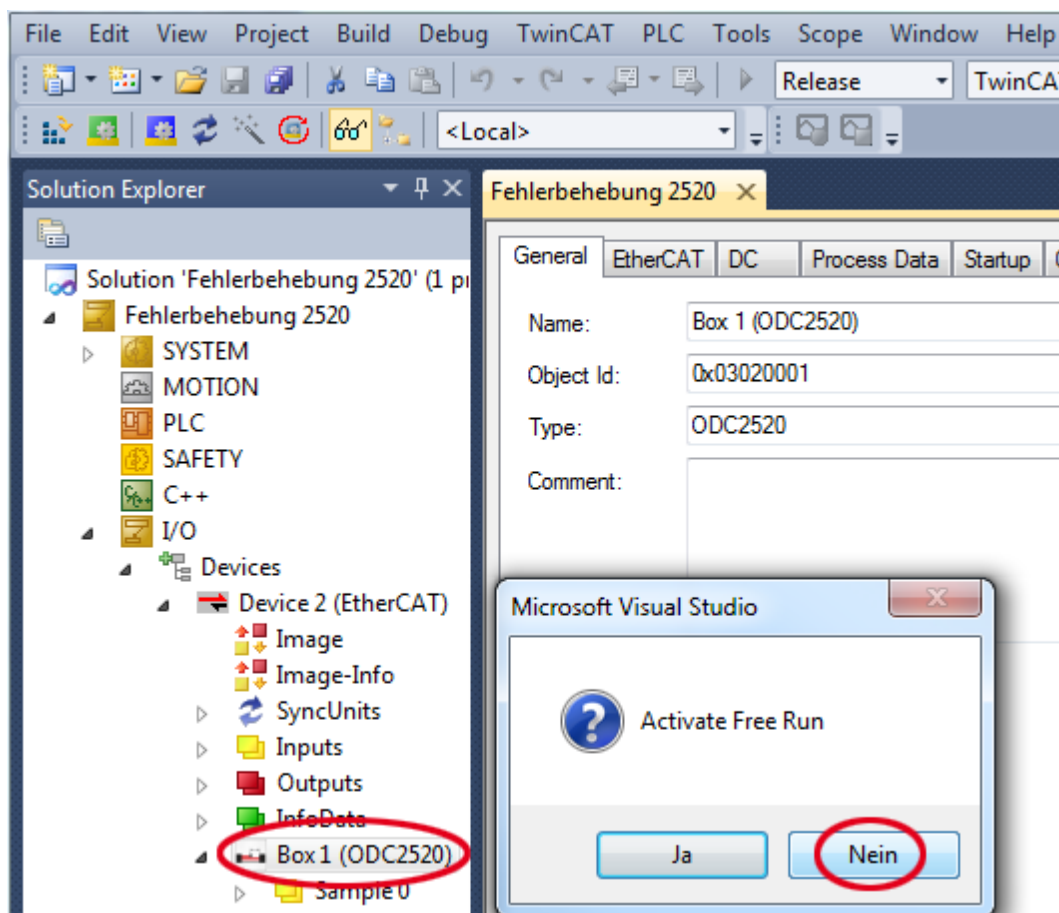 File Edit View Project Build Debug TwinCAT PLC Tools Scope Window Help
Release TwinCA
<Local>
Solution Explorer
Fehlerbehebung 2520
Solution 'Fehlerbehebung 2520' (1 p
Fehlerbehebung 2520
SYSTEM
MOTION
PLC
SAFETY
C++
I/O
Devices
Device 2 (EtherCAT)
Image
Image-Info
SyncUnits
Inputs
Outputs
InfoData
Box 1 (ODC2520)
Sample 0
General EtherCAT DC Process Data Startup
Name: Box 1 (ODC2520)
Object Id: 0x03020001
Type: ODC2520
Comment:
Microsoft Visual Studio
Activate Free Run
Ja Nein